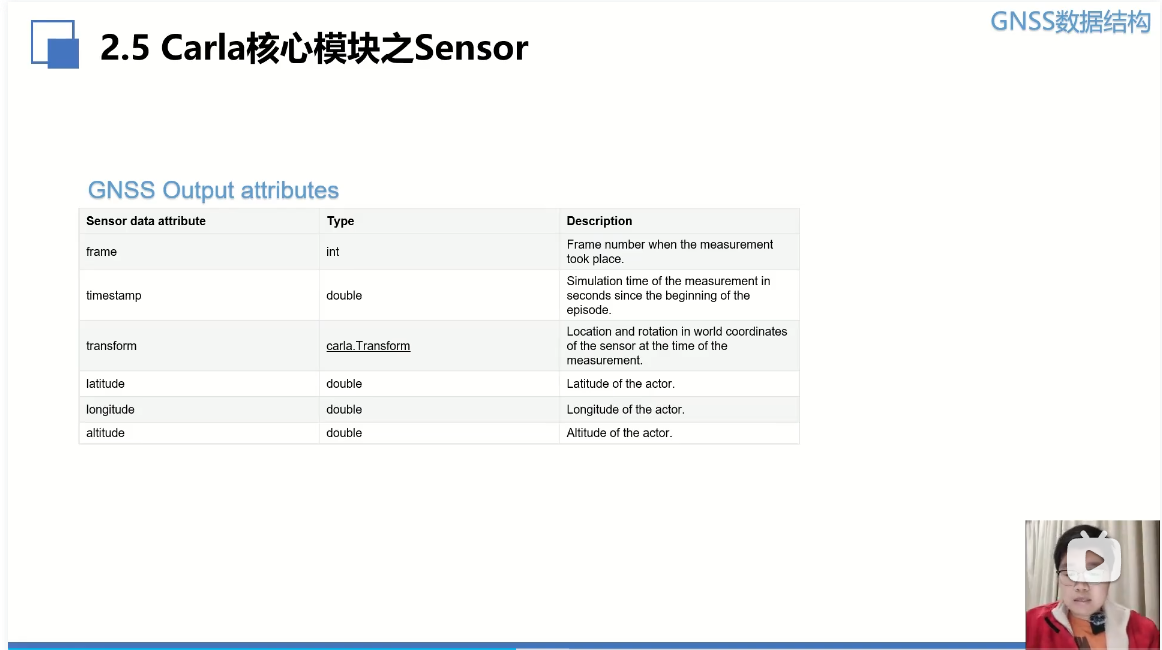 GNSS数据结构
2.5 Carla核心模块之Sensor
GNSS Output attributes
Sensor data attribute Type Description
frame int Frame number when the measurement
took place.
timestamp double Simulation time of the measurement in
seconds since the beginning of the
episode.
transform carla.Transform Location and rotation in world coordinates
of the sensor at the time of the
measurement.
latitude double Latitude of the actor.
longitude double Longitude of the actor.
altitude double Altitude of the actor.